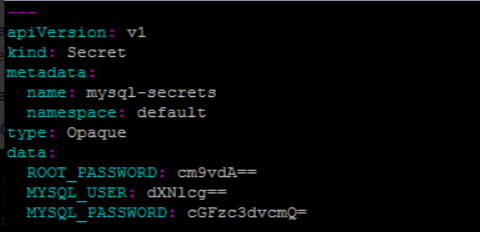 ---
apiVersion: v1
kind: Secret
metadata:
  name: mysql-secrets
  namespace: default
type: Opaque
data:
  ROOT_PASSWORD: cm9vdA==
  MYSQL_USER: dXNlcg==
  MYSQL_PASSWORD: cGFzc3dvcmQ=